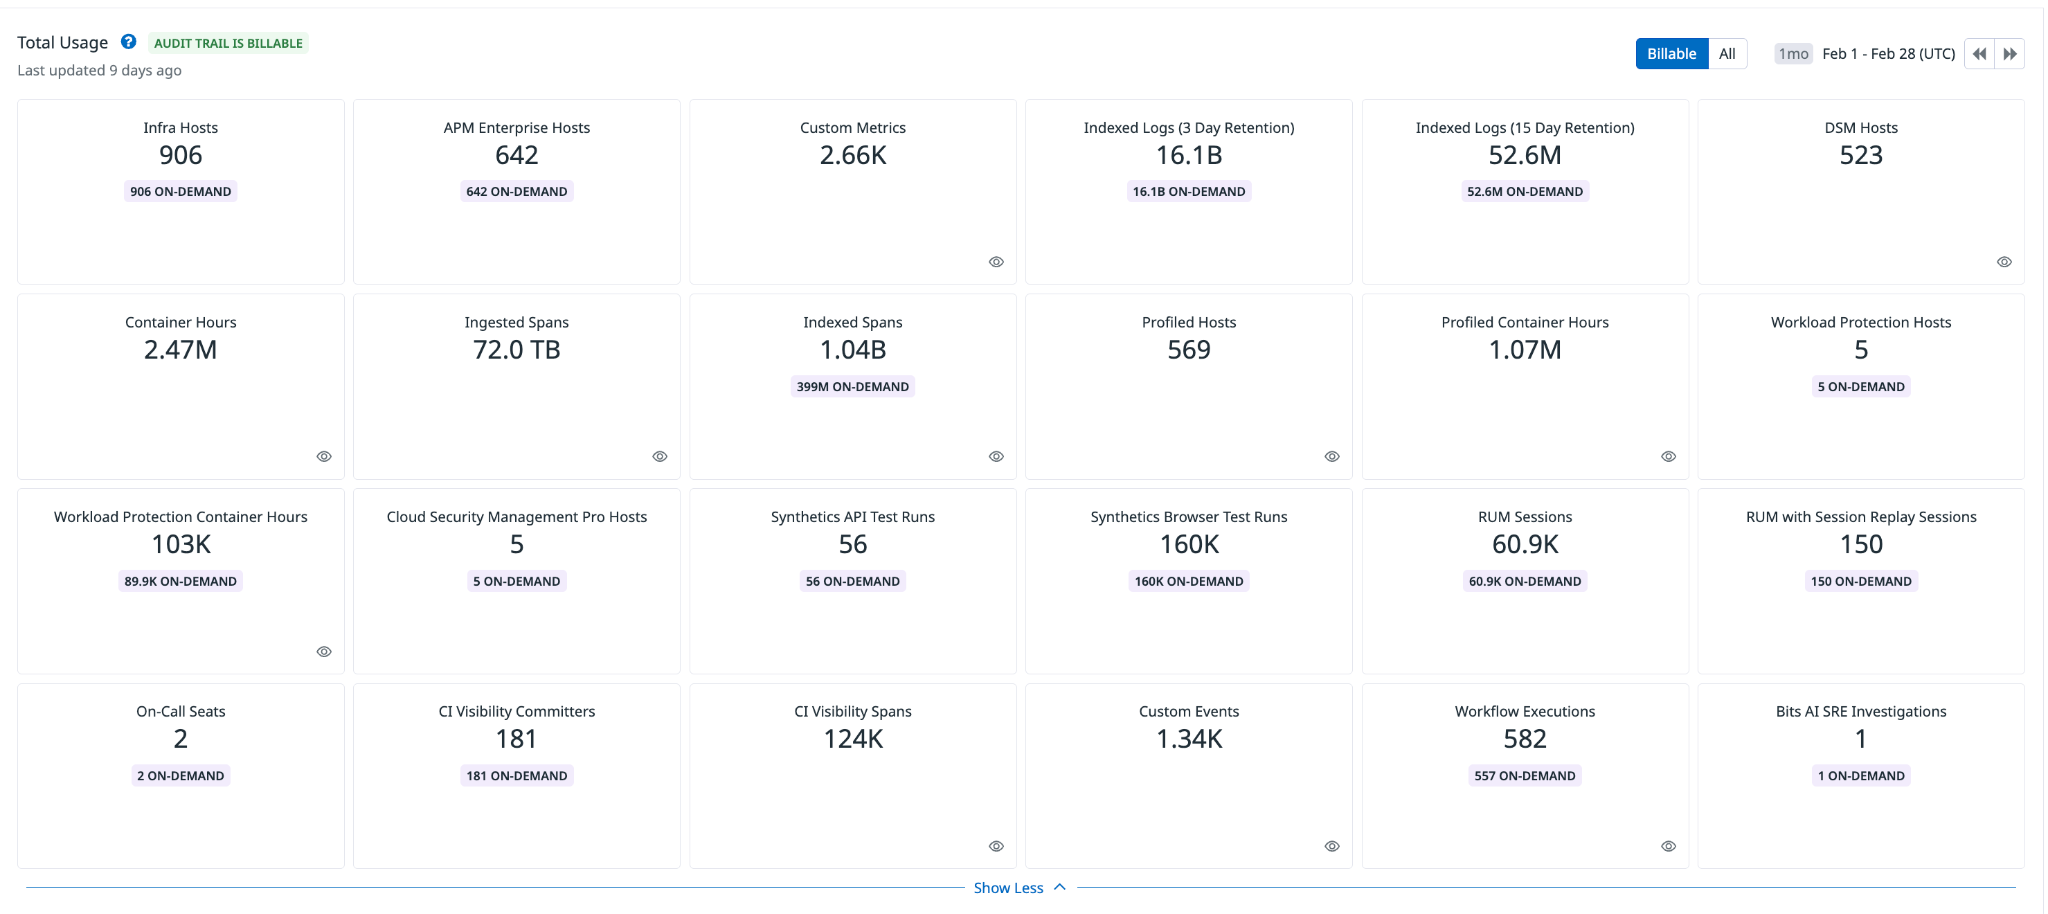 Total Usage ? AUDIT TRAIL IS BILLABLE
Last updated 9 days ago
Billable All 1mo Feb 1 - Feb 28 (UTC)
Infra Hosts
906
906 ON-DEMAND
APM Enterprise Hosts
642
642 ON-DEMAND
Custom Metrics
2.66K
Indexed Logs (3 Day Retention)
16.1B
16.1B ON-DEMAND
Indexed Logs (15 Day Retention)
52.6M
52.6M ON-DEMAND
DSM Hosts
523
Container Hours
2.47M
Ingested Spans
72.0 TB
Indexed Spans
1.04B
399M ON-DEMAND
Profiled Hosts
569
Profiled Container Hours
1.07M
Workload Protection Hosts
5
5 ON-DEMAND
Workload Protection Container Hours
103K
89.9K ON-DEMAND
Cloud Security Management Pro Hosts
5
5 ON-DEMAND
Synthetics API Test Runs
56
56 ON-DEMAND
Synthetics Browser Test Runs
160K
160K ON-DEMAND
RUM Sessions
60.9K
60.9K ON-DEMAND
RUM with Session Replay Sessions
150
150 ON-DEMAND
On-Call Seats
2
2 ON-DEMAND
CI Visibility Committers
181
181 ON-DEMAND
CI Visibility Spans
124K
Custom Events
1.34K
Workflow Executions
582
557 ON-DEMAND
Bits AI SRE Investigations
1
1 ON-DEMAND
Show Less